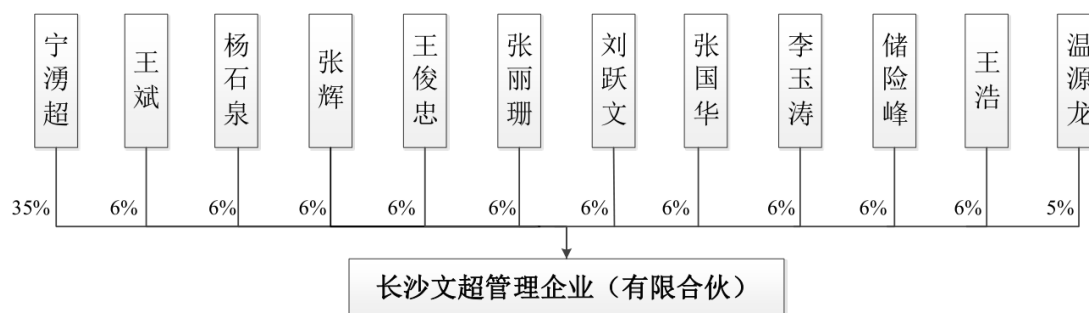 宁湧超
王斌
杨石泉
张辉
王俊忠
张丽珊
刘跃文
张国华
李玉涛
储险峰
王浩
温源龙
35%
6%
6%
6%
6%
6%
6%
6%
6%
6%
6%
5%
长沙文超管理企业（有限合伙）